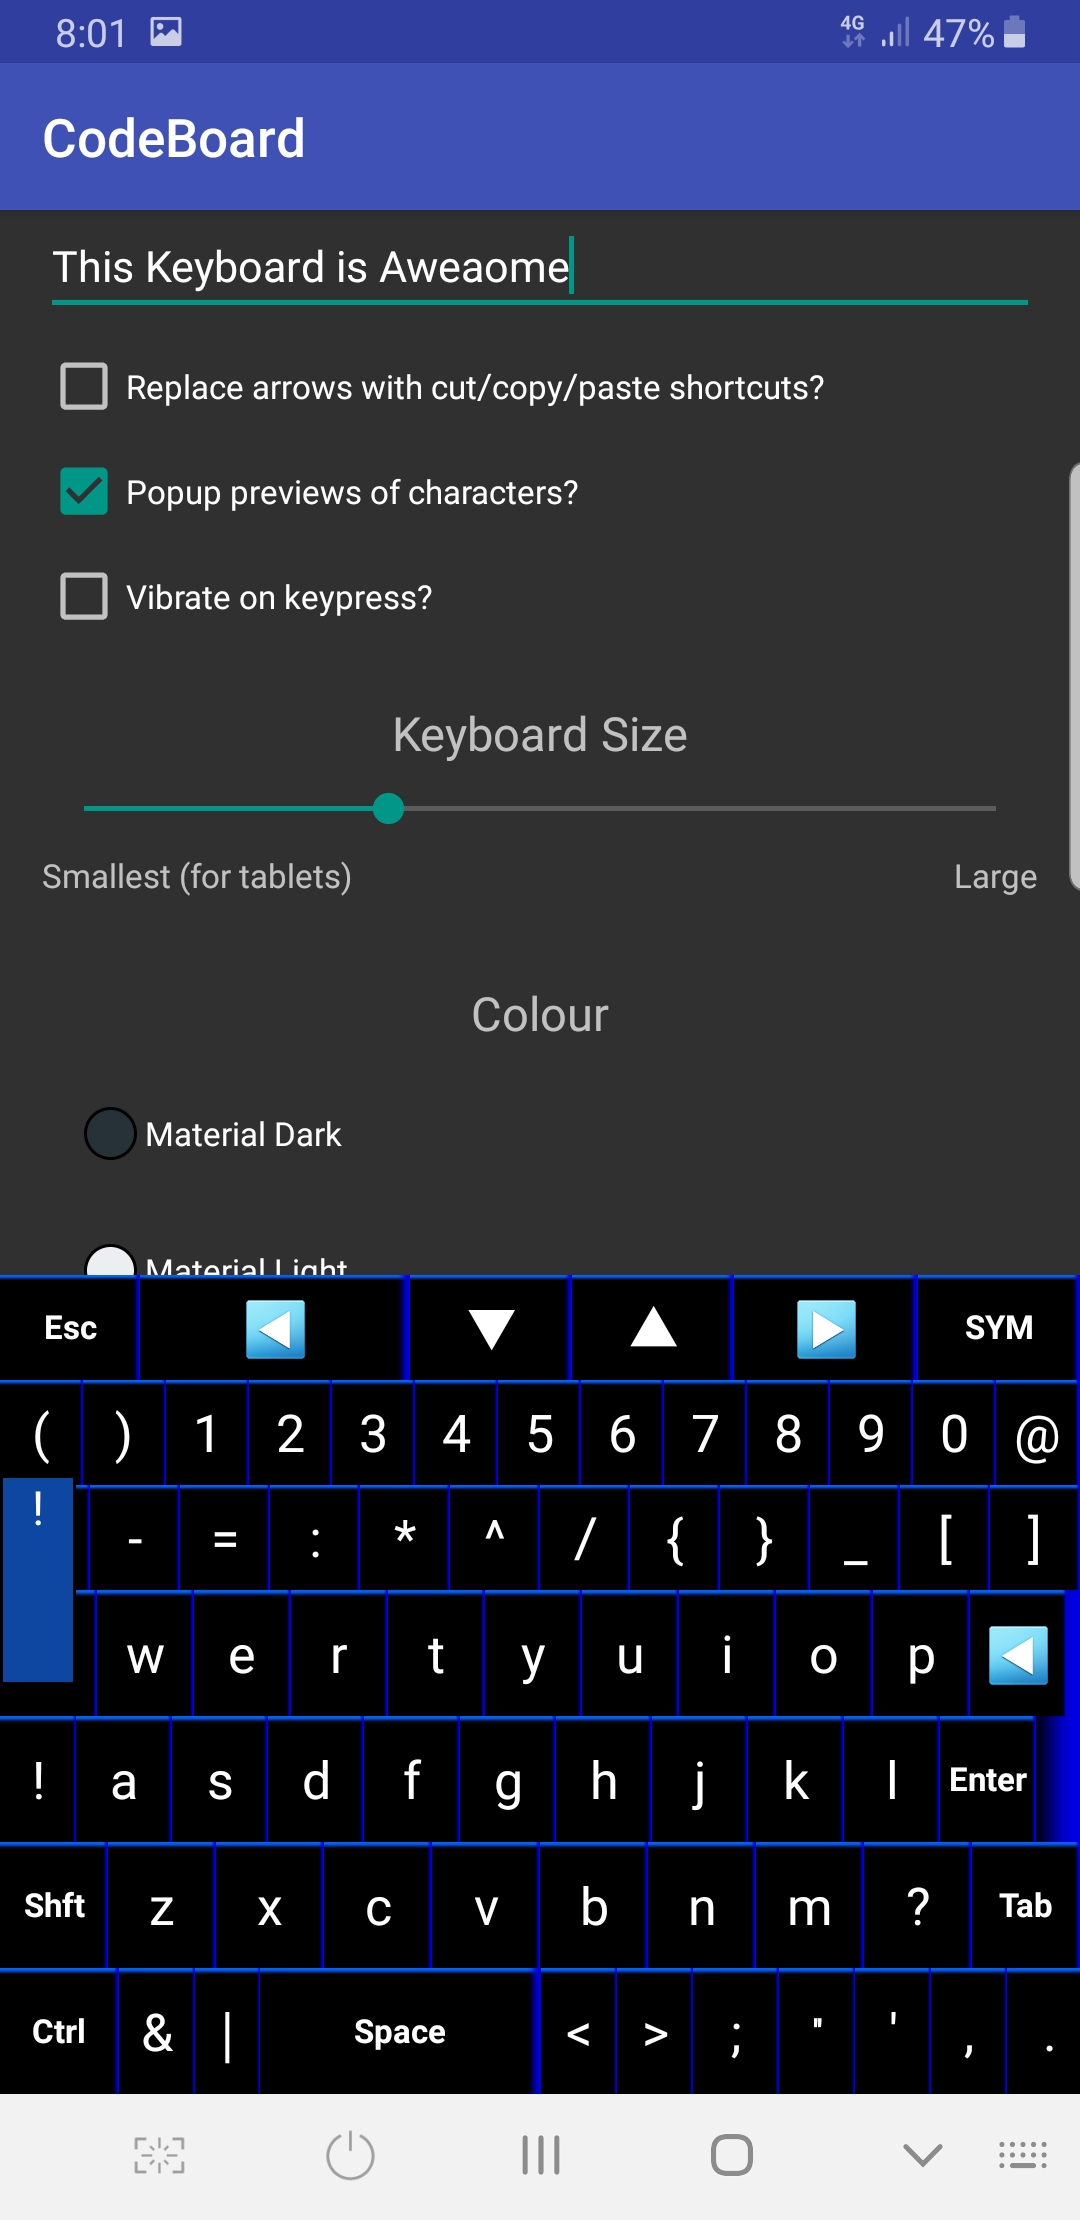 8:01 4G 47%
CodeBoard
This Keyboard is Aweaome
Replace arrows with cut/copy/paste shortcuts?
Popup previews of characters?
Vibrate on keypress?
Keyboard Size
Smallest (for tablets) Large
Colour
Material Dark
Material Light
Esc ◀ ▼ ▲ ▶ SYM
( ) 1 2 3 4 5 6 7 8 9 0 @
! - = : * ^ / { } _ [ ]
w e r t y u i o p ◀
! a s d f g h j k l Enter
Shft z x c v b n m ? Tab
Ctrl & | Space < > ; " ' , .